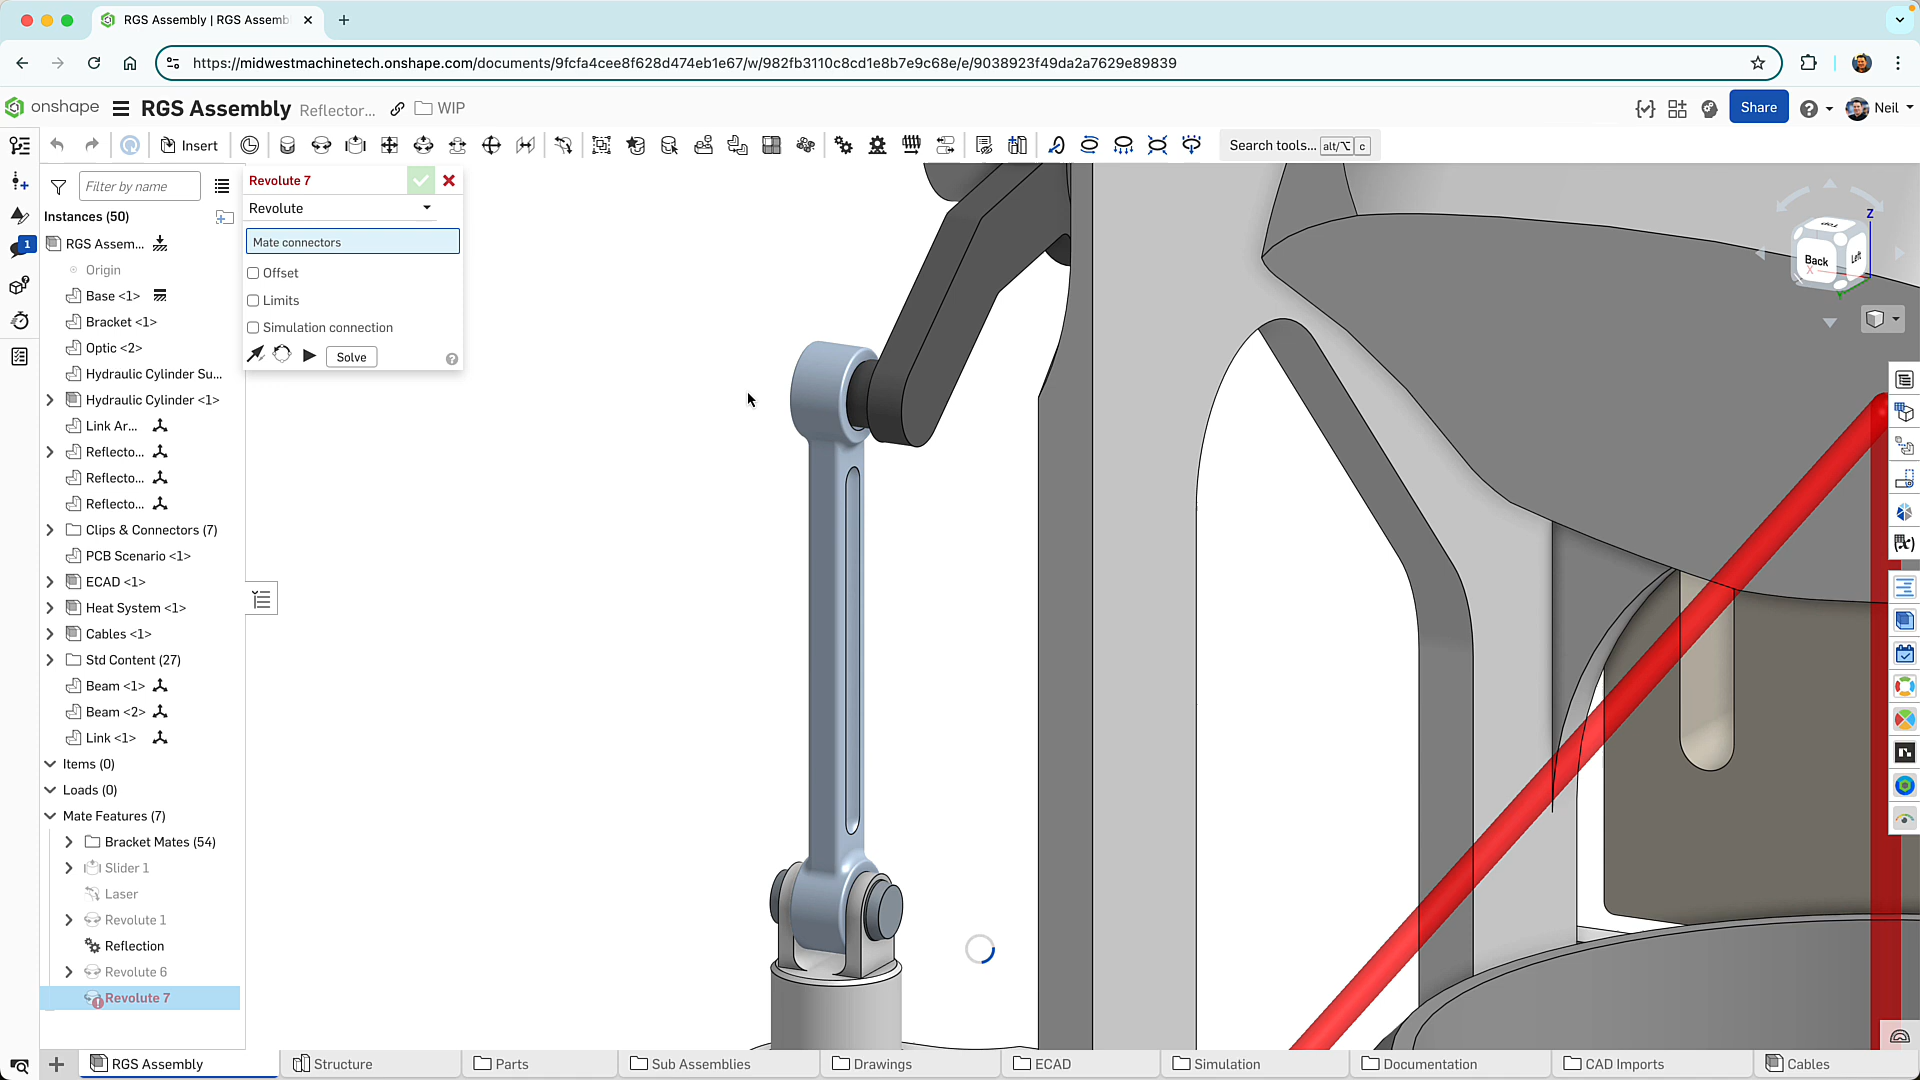 RGS Assembly | RGS Assemb
https://midwestmachinetech.onshape.com/documents/9fcfa4cee8f628d474eb1e67/w/982fb3110c8cd1e8b7e9c68e/e/9038923f49da2a7629e89839
onshape RGS Assembly Reflector... WIP Share Neil
Insert Search tools... alt/⌥ c
Filter by name
Instances (50)
RGS Assem...
Origin
Base <1>
Bracket <1>
Optic <2>
Hydraulic Cylinder Su...
Hydraulic Cylinder <1>
Link Ar...
Reflecto...
Reflecto...
Reflecto...
Clips & Connectors (7)
PCB Scenario <1>
ECAD <1>
Heat System <1>
Cables <1>
Std Content (27)
Beam <1>
Beam <2>
Link <1>
Items (0)
Loads (0)
Mate Features (7)
Bracket Mates (54)
Slider 1
Laser
Revolute 1
Reflection
Revolute 6
Revolute 7
Revolute 7
Revolute
Mate connectors
Offset
Limits
Simulation connection
Solve
1
Z
Top
Back
Left
X
Y
RGS Assembly Structure Parts Sub Assemblies Drawings ECAD Simulation Documentation CAD Imports Cables